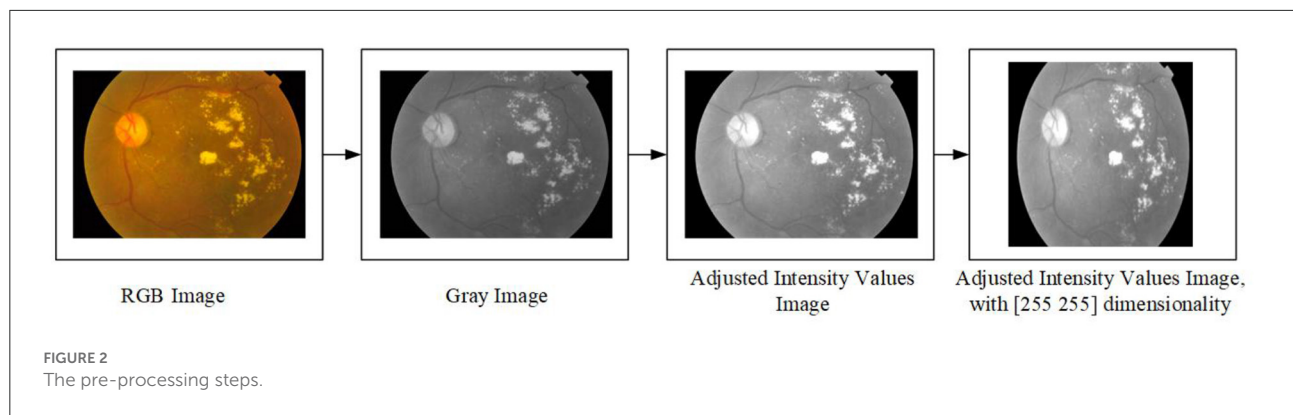 RGB Image
Gray Image
Adjusted Intensity Values
Image
Adjusted Intensity Values Image,
with [255 255] dimensionality
FIGURE 2
The pre-processing steps.